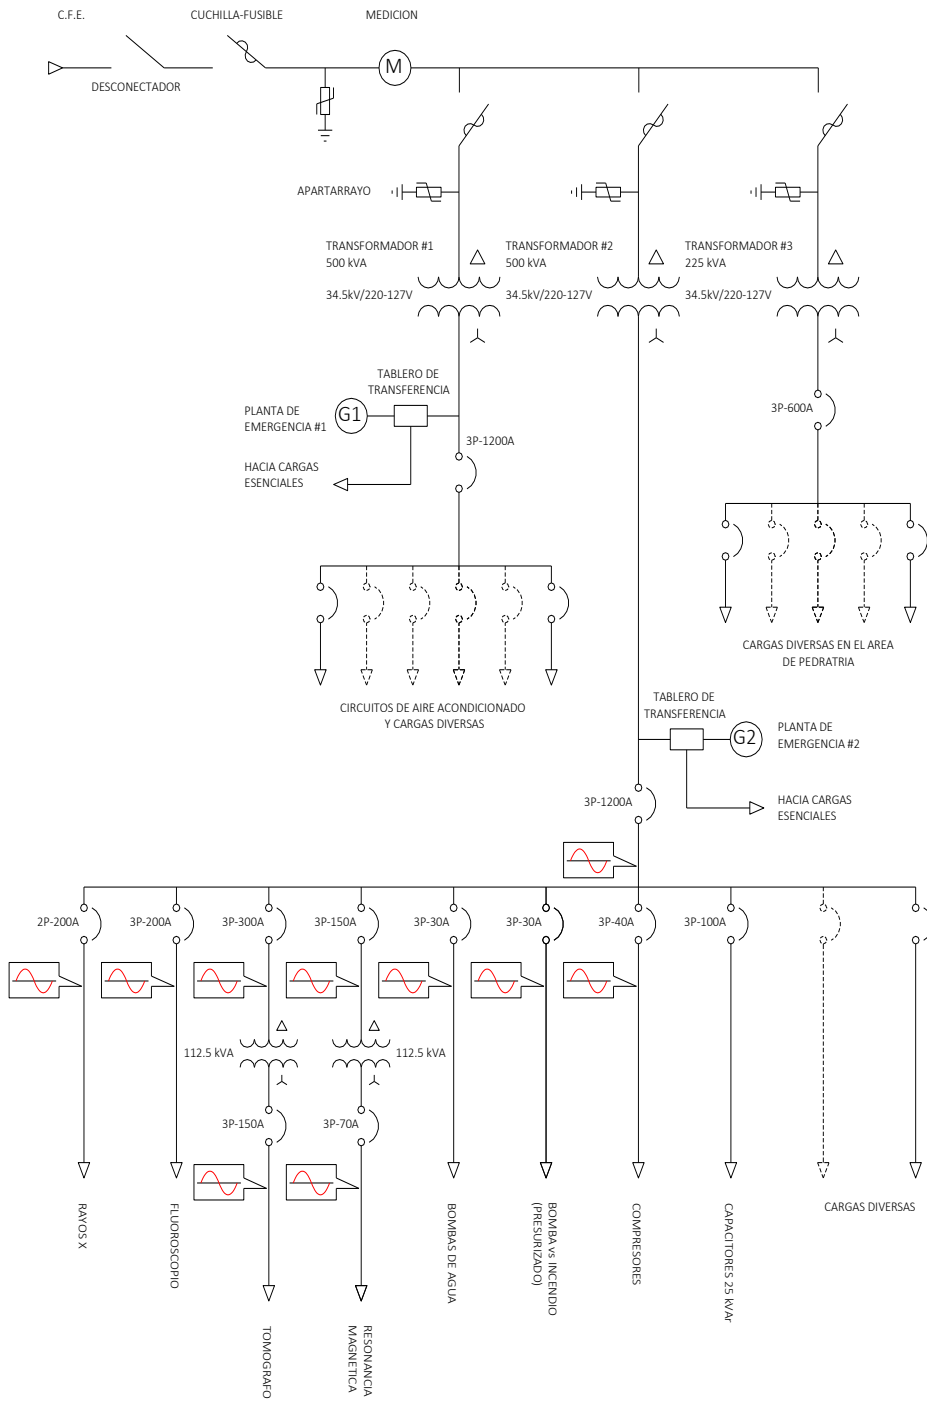 C.F.E.
CUCHILLA-FUSIBLE
MEDICION
M
DESCONECTADOR
APARTARRAYO
TRANSFORMADOR #1
500 kVA
34.5kV/220-127V
TRANSFORMADOR #2
500 kVA
34.5kV/220-127V
TRANSFORMADOR #3
225 kVA
34.5kV/220-127V
TABLERO DE
TRANSFERENCIA
PLANTA DE
EMERGENCIA #1
G1
3P-1200A
HACIA CARGAS
ESENCIALES
3P-600A
CIRCUITOS DE AIRE ACONDICIONADO
Y CARGAS DIVERSAS
CARGAS DIVERSAS EN EL AREA
DE PEDRATRIA
TABLERO DE
TRANSFERENCIA
G2
PLANTA DE
EMERGENCIA #2
3P-1200A
HACIA CARGAS
ESENCIALES
2P-200A
3P-200A
3P-300A
3P-150A
3P-30A
3P-30A
3P-40A
3P-100A
112.5 kVA
112.5 kVA
3P-150A
3P-70A
RAYOS X
FLUOROSCOPIO
TOMOGRAFO
RESONANCIA
MAGNETICA
BOMBAS DE AGUA
BOMBA vs INCENDIO
(PRESURIZADO)
COMPRESORES
CAPACITORES 25 kVAr
CARGAS DIVERSAS